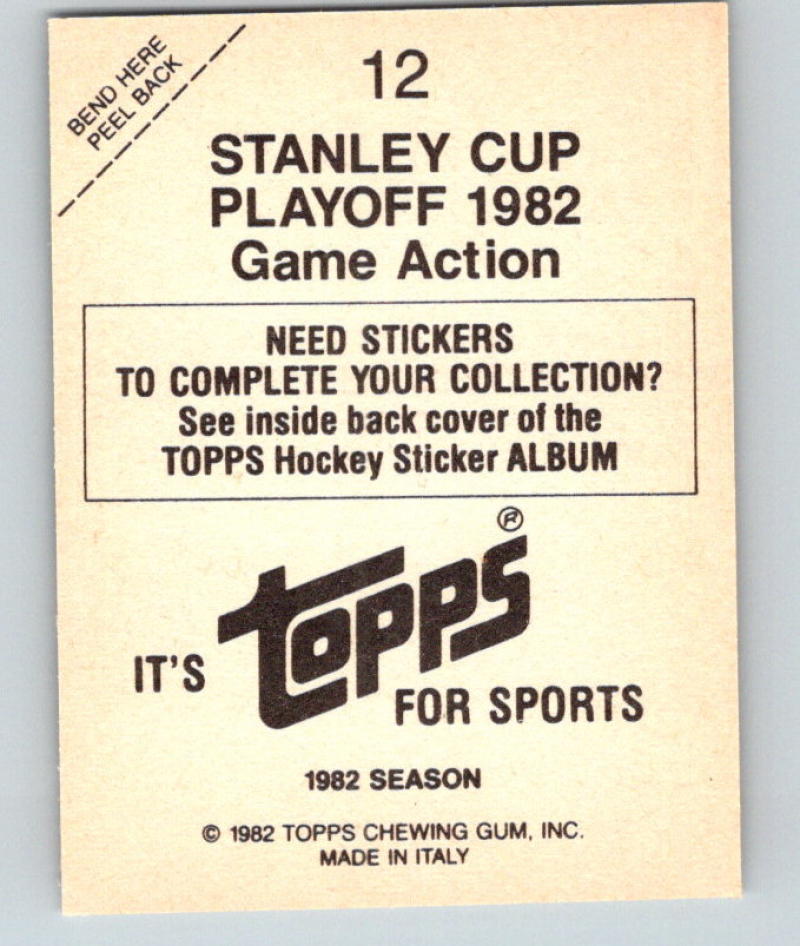 BEND HERE
PEEL BACK
12
STANLEY CUP
PLAYOFF 1982
Game Action
NEED STICKERS
TO COMPLETE YOUR COLLECTION?
See inside back cover of the
TOPPS Hockey Sticker ALBUM
IT'S topps® FOR SPORTS
1982 SEASON
© 1982 TOPPS CHEWING GUM, INC.
MADE IN ITALY